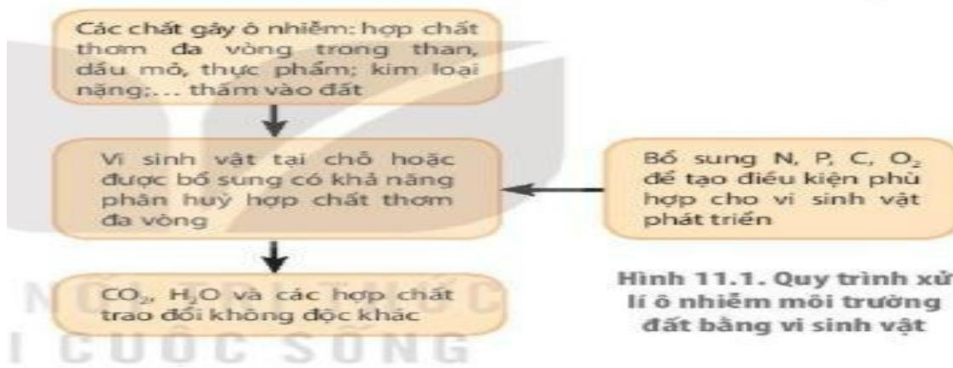 Các chất gây ô nhiễm: hợp chất
thơm đa vòng trong than,
dầu mỏ, thực phẩm; kim loại
nặng;... thấm vào đất
Vi sinh vật tại chỗ hoặc
được bổ sung có khả năng
phân huỷ hợp chất thơm
đa vòng
Bổ sung N, P, C, O₂
để tạo điều kiện phù
hợp cho vi sinh vật
phát triển
CO₂, H₂O và các hợp chất
trao đổi không độc khác
Hình 11.1. Quy trình xử
lí ô nhiễm môi trường
đất bằng vi sinh vật
N TRI THỨC
I CUỘC SỐNG